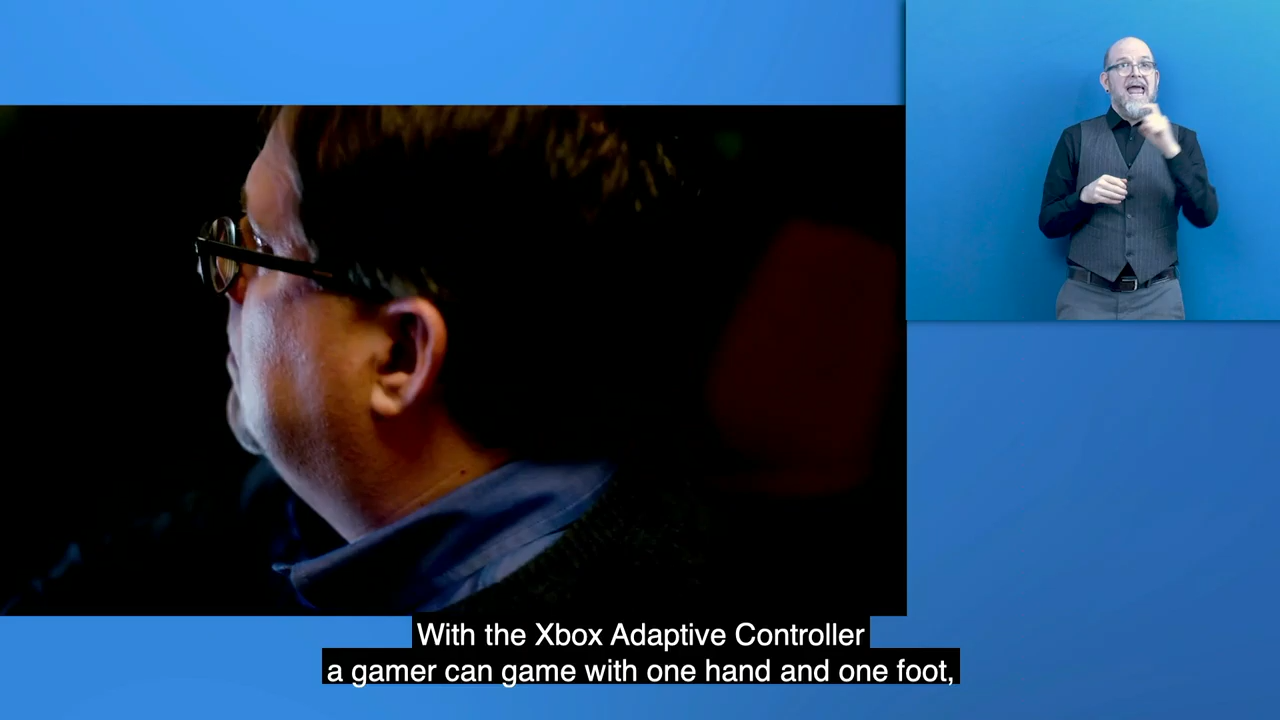 With the Xbox Adaptive Controller
a gamer can game with one hand and one foot,